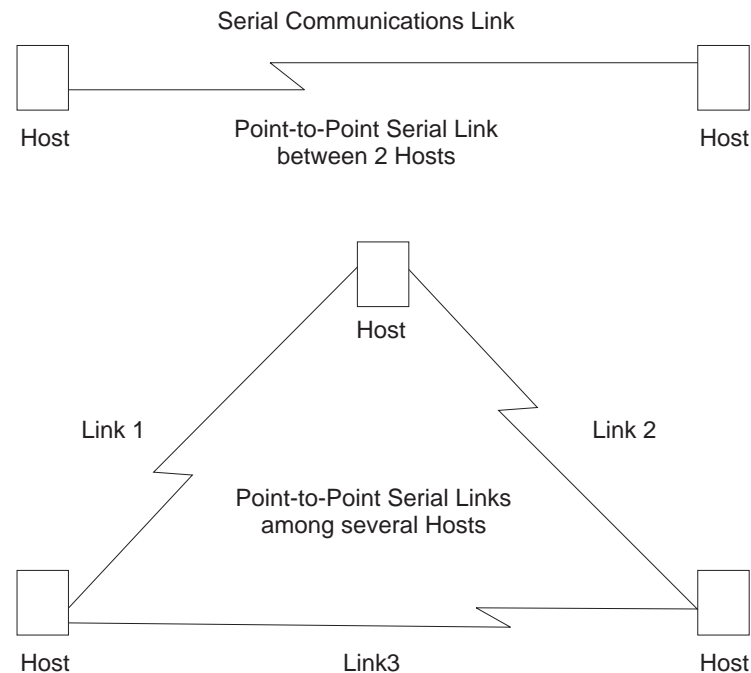 Serial Communications Link
Host
Point-to-Point Serial Link
between 2 Hosts
Host
Host
Link 1
Link 2
Point-to-Point Serial Links
among several Hosts
Host
Link3
Host